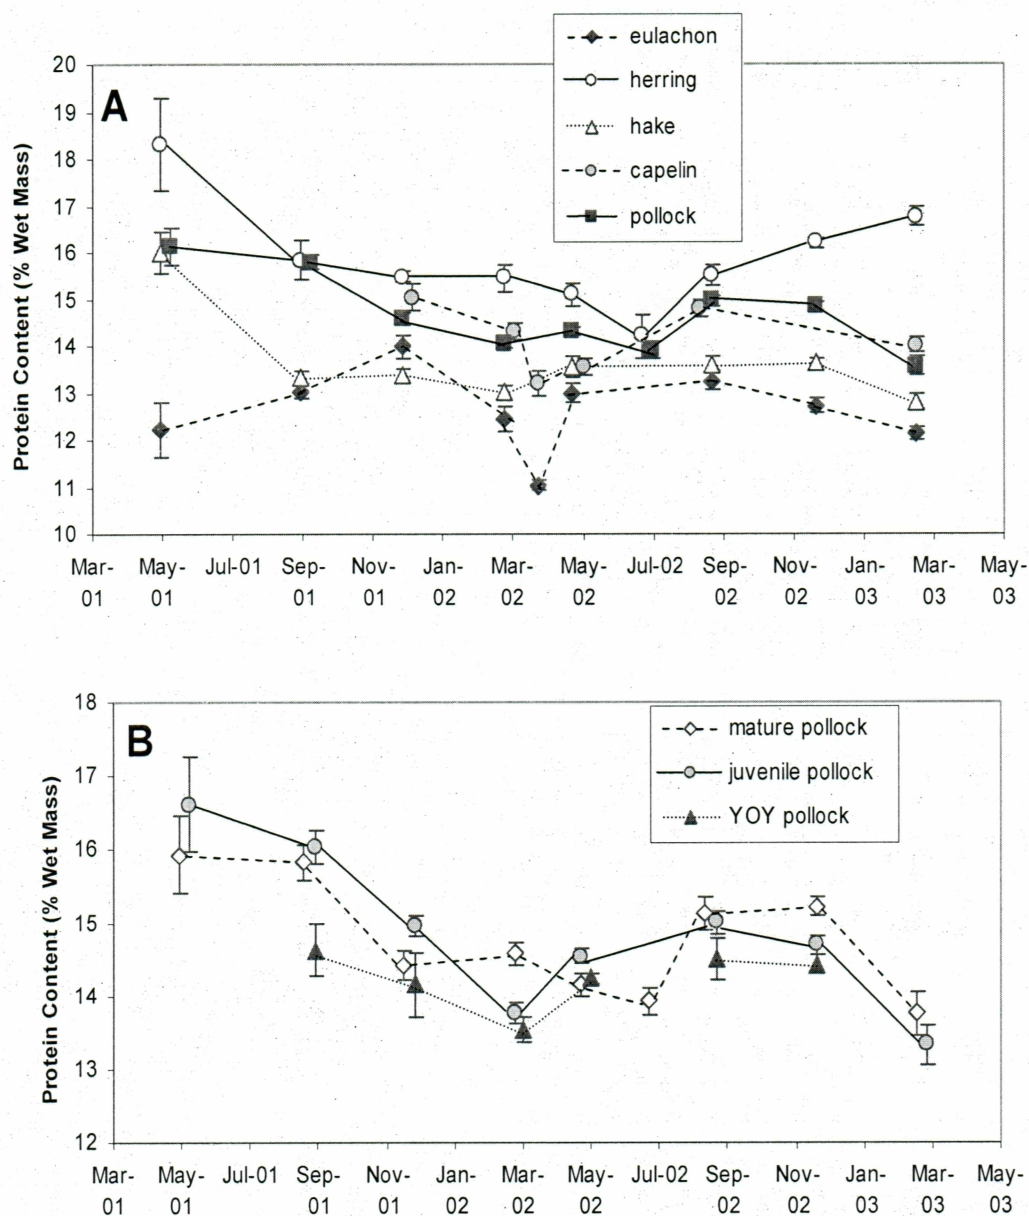 eulachon
herring
hake
capelin
pollock
A
Protein Content (% Wet Mass)
20
19
18
17
16
15
14
13
12
11
10
Mar- May- Jul-01 Sep- Nov- Jan- Mar- May- Jul-02 Sep- Nov- Jan- Mar- May-
01 01 01 01 02 02 02 02 02 03 03 03
B
mature pollock
juvenile pollock
YOY pollock
Protein Content (% Wet Mass)
18
17
16
15
14
13
12
Mar- May- Jul-01 Sep- Nov- Jan- Mar- May- Jul-02 Sep- Nov- Jan- Mar- May-
01 01 01 01 02 02 02 02 02 03 03 03